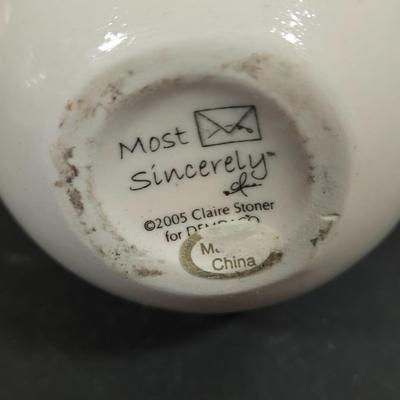 Most
Sincerely™
©2005 Claire Stoner
for
China